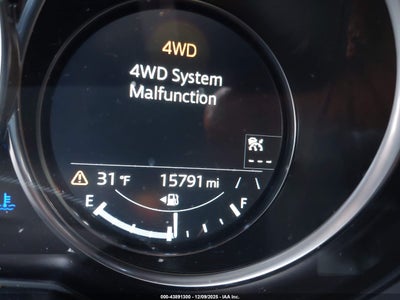 4WD
4WD System
Malfunction
---
31 °F 15791 mi
E F
000-43891300 | 12/09/2025 - IAA Inc.